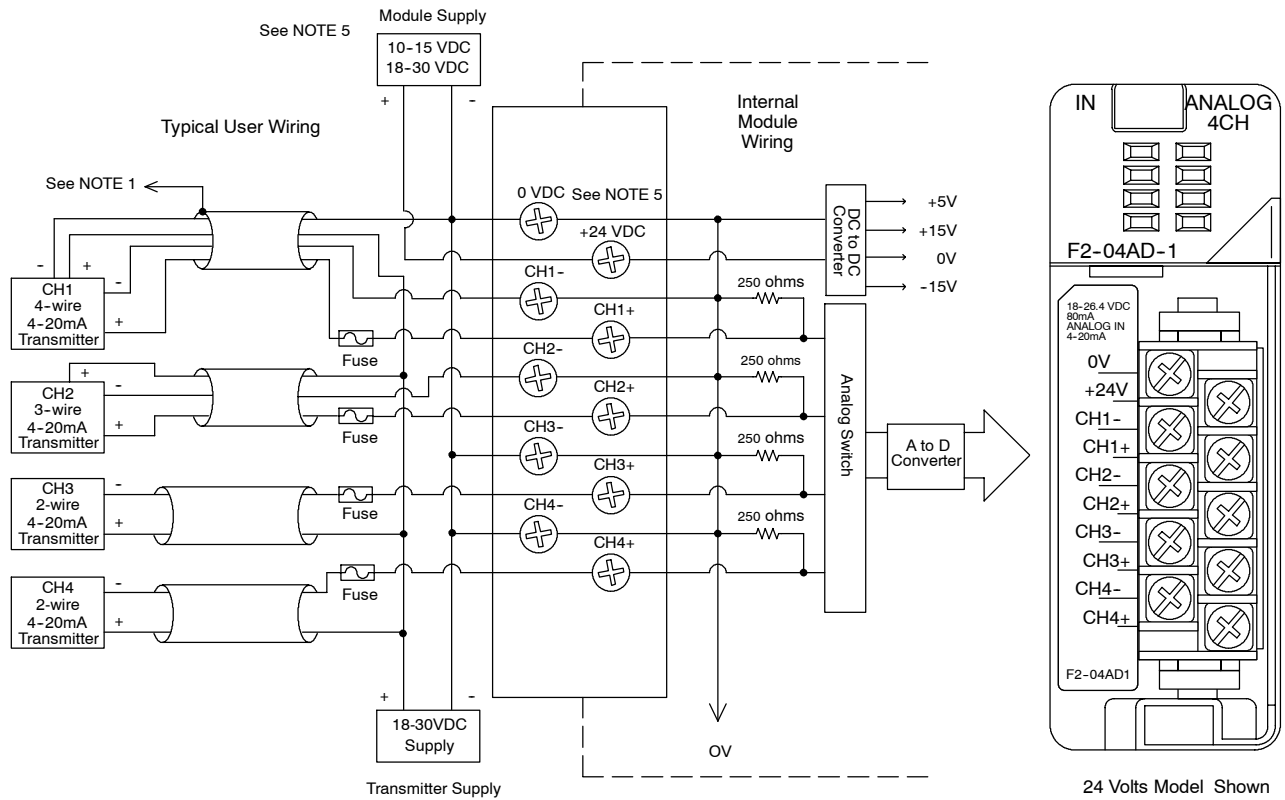 Module Supply
See NOTE 5
10-15 VDC
18-30 VDC
+
-
Typical User Wiring
Internal
Module
Wiring
See NOTE 1
0 VDC
See NOTE 5
+24 VDC
CH1-
CH1+
CH2-
CH2+
CH3-
CH3+
CH4-
CH4+
-
+
-
+
CH1
4-wire
4-20mA
Transmitter
Fuse
+
-
+
CH2
3-wire
4-20mA
Transmitter
Fuse
-
+
CH3
2-wire
4-20mA
Transmitter
Fuse
-
+
CH4
2-wire
4-20mA
Transmitter
Fuse
+
-
18-30VDC
Supply
Transmitter Supply
DC to DC
Converter
+5V
+15V
0V
-15V
250 ohms
250 ohms
250 ohms
250 ohms
Analog Switch
A to D
Converter
OV
IN
ANALOG
4CH
F2-04AD-1
18-26.4 VDC
80mA
ANALOG IN
4-20mA
0V
+24V
CH1-
CH1+
CH2-
CH2+
CH3-
CH3+
CH4-
CH4+
F2-04AD1
24 Volts Model Shown